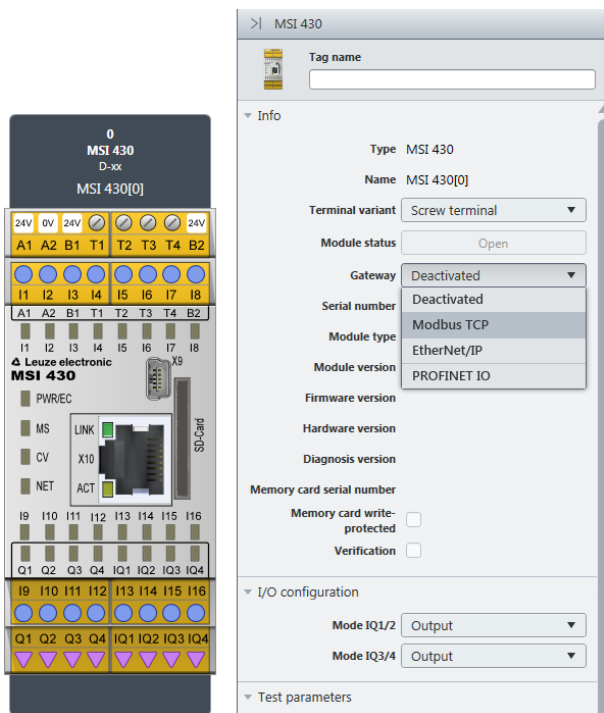 0
MSI 430
D-xx
MSI 430[0]
24V 0V 24V 24V
A1 A2 B1 T1 T2 T3 T4 B2
I1 I2 I3 I4 I5 I6 I7 I8
A1 A2 B1 T1 T2 T3 T4 B2
I1 I2 I3 I4 I5 I6 I7 I8
Leuze electronic X9
MSI 430
PWR/EC
MS LINK
CV X10 SD-Card
NET ACT
I9 I10 I11 I12 I13 I14 I15 I16
Q1 Q2 Q3 Q4 IQ1 IQ2 IQ3 IQ4
I9 I10 I11 I12 I13 I14 I15 I16
Q1 Q2 Q3 Q4 IQ1 IQ2 IQ3 IQ4
MSI 430
Tag name
Info
Type MSI 430
Name MSI 430[0]
Terminal variant Screw terminal
Module status Open
Gateway Deactivated
Deactivated
Serial number
Modbus TCP
Module type
EtherNet/IP
Module version
PROFINET IO
Firmware version
Hardware version
Diagnosis version
Memory card serial number
Memory card write-
protected
Verification
I/O configuration
Mode IQ1/2 Output
Mode IQ3/4 Output
Test parameters